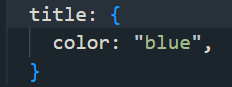 title: {
  color: "blue",
}